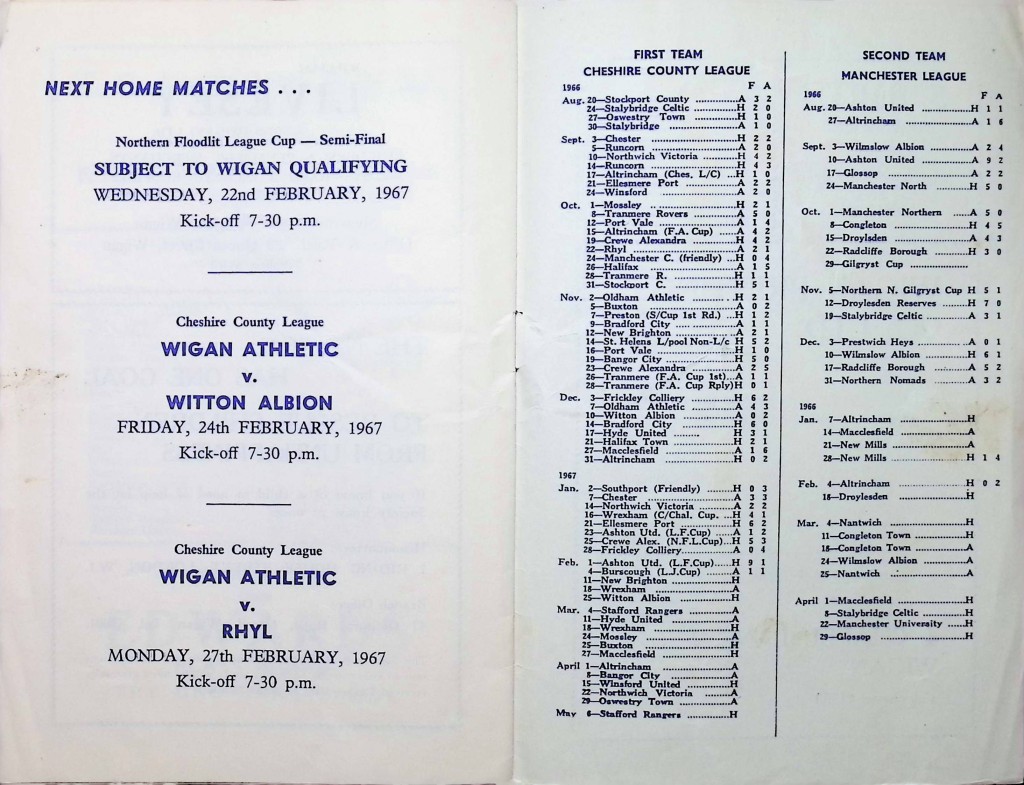 NEXT HOME MATCHES . . .
Northern Floodlit League Cup — Semi-Final
SUBJECT TO WIGAN QUALIFYING
WEDNESDAY, 22nd FEBRUARY, 1967
Kick-off 7-30 p.m.
Cheshire County League
WIGAN ATHLETIC
v.
WITTON ALBION
FRIDAY, 24th FEBRUARY, 1967
Kick-off 7-30 p.m.
Cheshire County League
WIGAN ATHLETIC
v.
RHYL
MONDAY, 27th FEBRUARY, 1967
Kick-off 7-30 p.m.
FIRST TEAM
CHESHIRE COUNTY LEAGUE
1966 F A
Aug. 20—Stockport County ..............A 3 2
24—Stalybridge Celtic ..............H 2 0
27—Oswestry Town ..............H 1 0
30—Stalybridge ..............A 1 0
Sept. 3—Chester ..............H 2 2
5—Runcorn ..............A 2 0
10—Northwich Victoria ..........H 4 2
14—Runcorn ..............H 4 3
17—Altrincham (Ches. L/C) ...H 1 0
21—Ellesmere Port ..............A 2 2
24—Winsford ..............A 2 0
Oct. 1—Mossley ..............H 2 1
8—Tranmere Rovers ..............A 5 0
12—Port Vale ..............A 1 4
15—Altrincham (F.A. Cup) ......A 4 2
19—Crewe Alexandra ..............H 4 2
22—Rhyl ..............A 2 1
24—Manchester C. (friendly) ...H 0 4
26—Halifax ..............A 1 5
28—Tranmere R. ..............H 1 1
31—Stockport C. ..............H 5 1
Nov. 2—Oldham Athletic ..............H 2 1
5—Buxton ..............A 0 2
7—Preston (S/Cup 1st Rd.) ...H 1 2
9—Bradford City ..............A 1 1
12—New Brighton ..............A 2 1
14—St. Helens L/pool Non-L/c H 5 2
16—Port Vale ..............H 1 0
19—Bangor City ..............H 5 0
23—Crewe Alexandra ..............A 2 5
26—Tranmere (F.A. Cup 1st)...A 1 1
28—Tranmere (F.A. Cup Rply)H 0 1
Dec. 3—Frickley Colliery ..............H 6 2
7—Oldham Athletic ..............A 4 3
10—Witton Albion ..............A 0 2
14—Bradford City ..............H 6 0
17—Hyde United ..............H 3 1
21—Halifax Town ..............H 2 1
27—Macclesfield ..............A 1 6
31—Altrincham ..............H 0 2
1967
Jan. 2—Southport (Friendly) ........H 0 3
7—Chester ..............A 3 3
14—Northwich Victoria ..........A 2 2
16—Wrexham (C/Chal. Cup. ...H 4 1
21—Ellesmere Port ..............H 6 2
23—Ashton Utd. (L.F.Cup) ......A 1 2
25—Crewe Alex. (N.F.L.Cup)...H 5 3
28—Frickley Colliery..............A 0 4
Feb. 1—Ashton Utd. (L.F.Cup)......H 9 1
4—Burscough (L.J.Cup) ........A 1 1
11—New Brighton ..............H
18—Wrexham ..............A
25—Witton Albion ..............H
Mar. 4—Stafford Rangers ..............A
11—Hyde United ..............A
18—Wrexham ..............H
24—Mossley ..............A
25—Buxton ..............H
27—Macclesfield ..............H
April 1—Altrincham ..............A
8—Bangor City ..............A
15—Winsford United ..............H
22—Northwich Victoria ..........A
29—Oswestry Town ..............A
May 6—Stafford Rangers ..............H
SECOND TEAM
MANCHESTER LEAGUE
1966 F A
Aug. 20—Ashton United ..............H 1 1
27—Altrincham ..............A 1 6
Sept. 3—Wilmslow Albion ..............A 2 4
10—Ashton United ..............A 9 2
17—Glossop ..............A 2 2
24—Manchester North ..............H 5 0
Oct. 1—Manchester Northern ......A 5 0
8—Congleton ..............H 4 5
15—Droylsden ..............A 4 3
22—Radcliffe Borough ..............H 3 0
29—Gilgryst Cup ..............
Nov. 5—Northern N. Gilgryst Cup H 5 1
12—Droylesden Reserves ........H 7 0
19—Stalybridge Celtic ..............A 3 1
Dec. 3—Prestwich Heys ..............A 0 1
10—Wilmslow Albion ..............H 6 1
17—Radcliffe Borough ..............A 5 2
31—Northern Nomads ..............A 3 2
1966
Jan. 7—Altrincham ..............H
14—Macclesfield ..............A
21—New Mills ..............A
28—New Mills ..............H 1 4
Feb. 4—Altrincham ..............H 0 2
18—Droylesden ..............H
Mar. 4—Nantwich ..............H
11—Congleton Town ..............H
18—Congleton Town ..............A
24—Wilmslow Albion ..............A
25—Nantwich ..............A
April 1—Macclesfield ..............H
8—Stalybridge Celtic ..............H
22—Manchester University ......H
29—Glossop ..............H